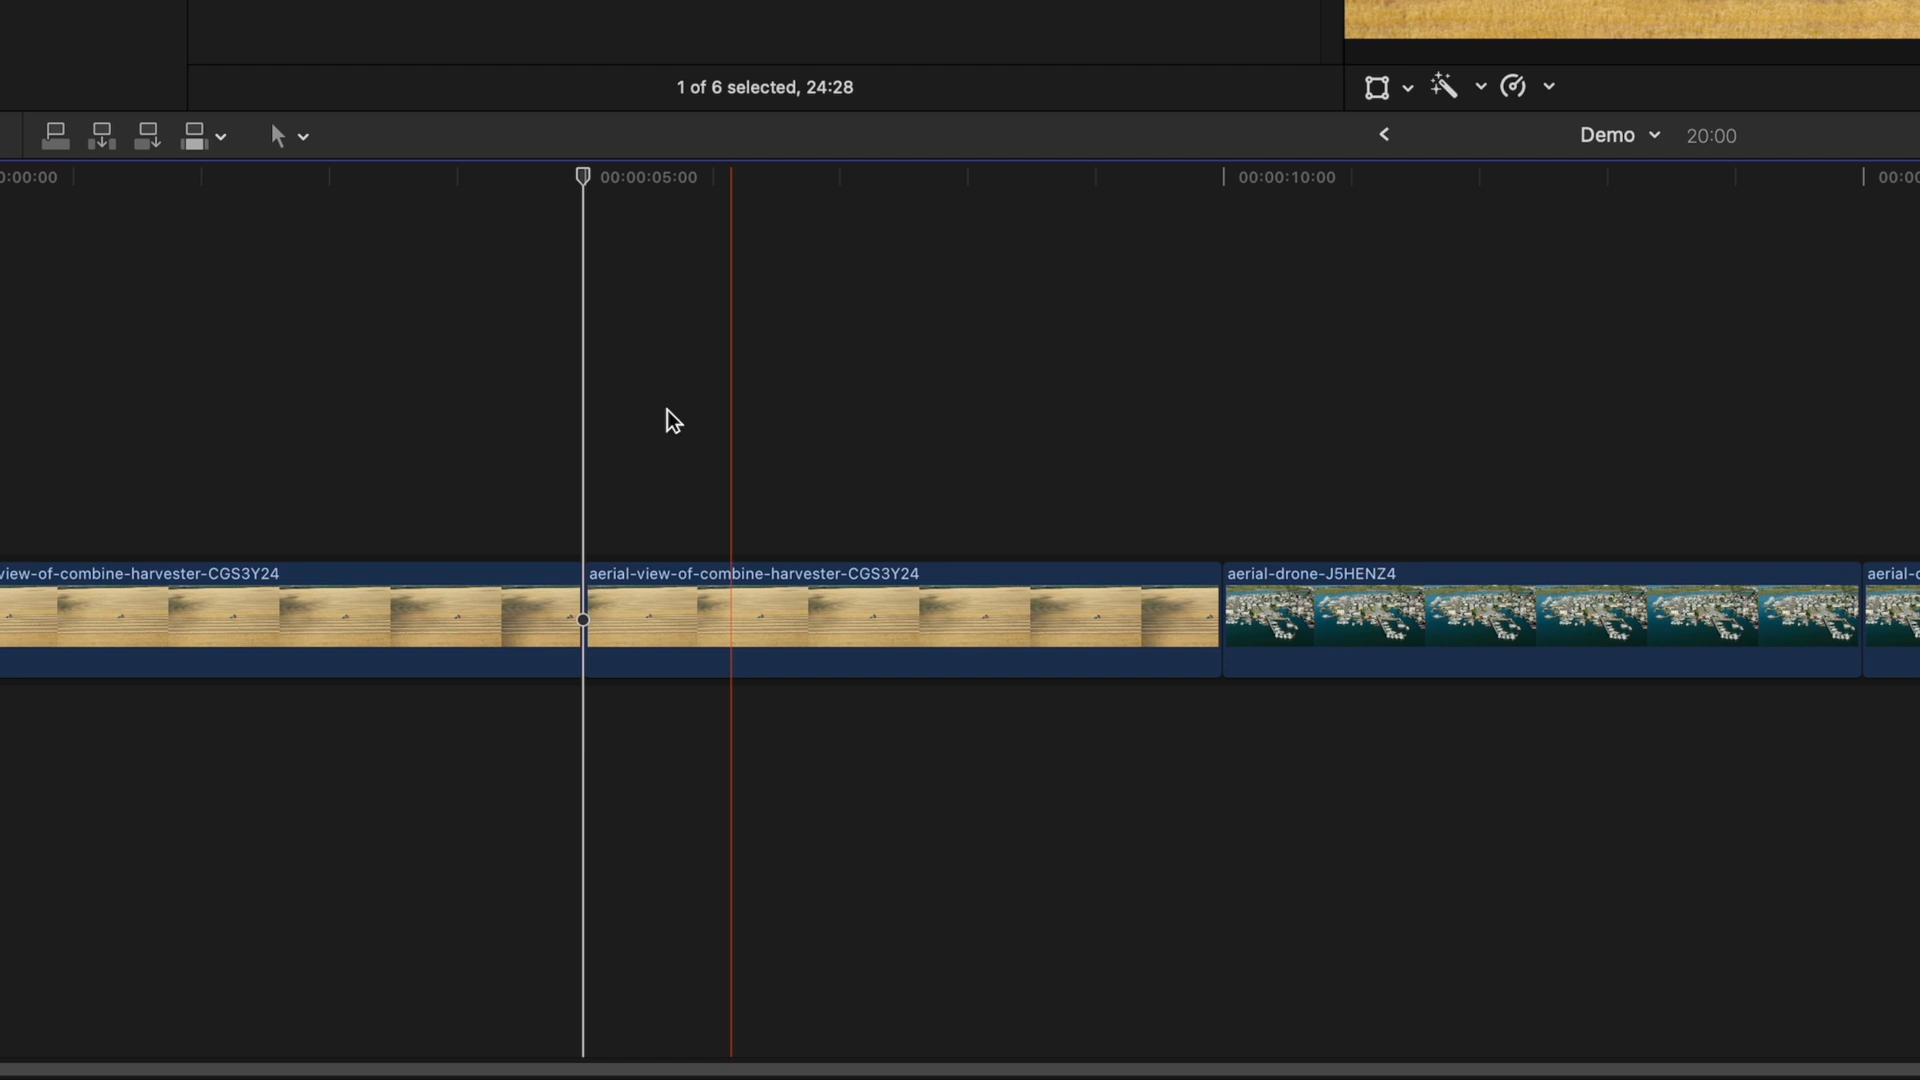 1 of 6 selected, 24:28
Demo 20:00
0:00:00 00:00:05:00 00:00:10:00 00:00
view-of-combine-harvester-CGS3Y24 aerial-view-of-combine-harvester-CGS3Y24 aerial-drone-J5HENZ4 aerial-d